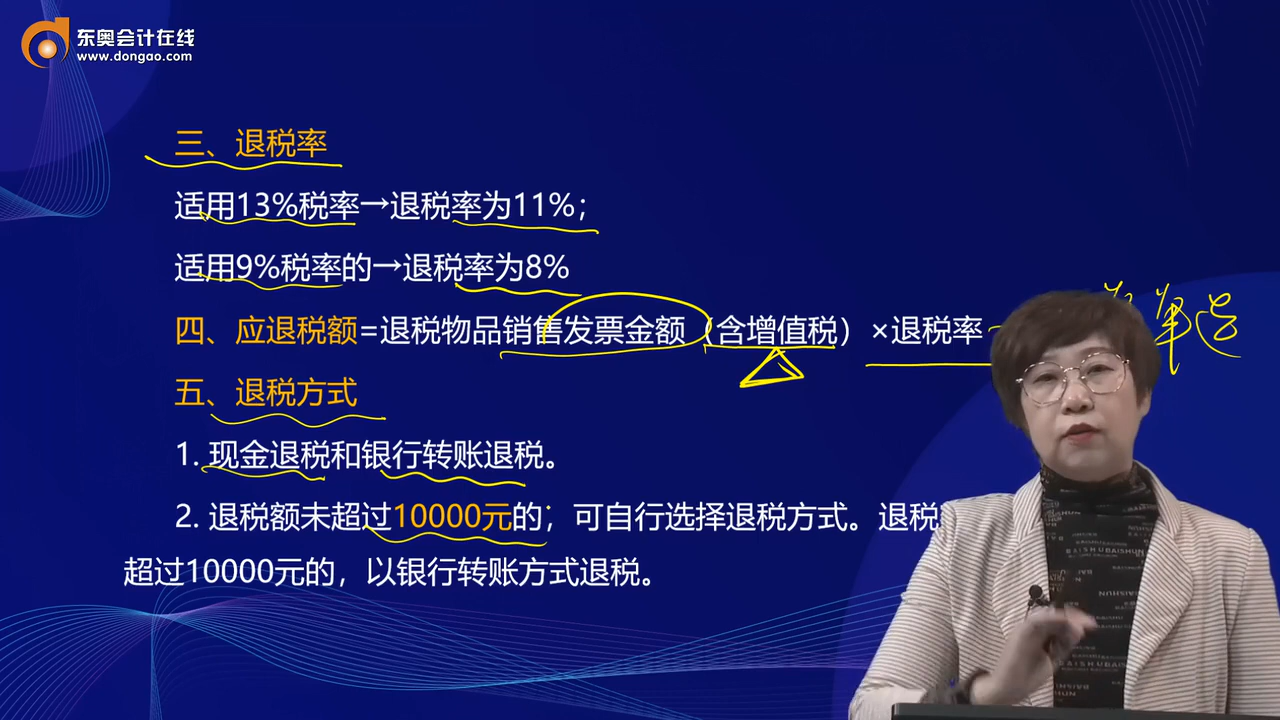 东奥会计在线
www.dongao.com
三、退税率
适用13%税率→退税率为11%；
适用9%税率的→退税率为8%
四、应退税额=退税物品销售发票金额（含增值税）×退税率
五、退税方式
1. 现金退税和银行转账退税。
2. 退税额未超过10000元的；可自行选择退税方式。退税
超过10000元的，以银行转账方式退税。